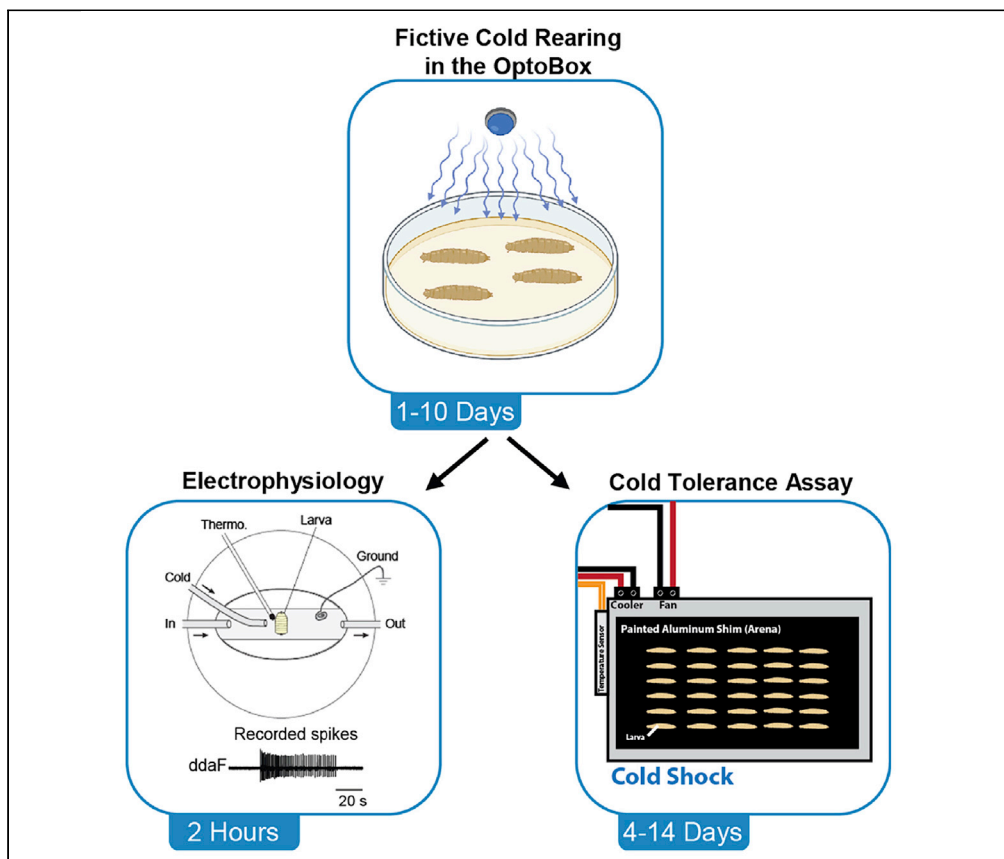 Fictive Cold Rearing
in the OptoBox
1-10 Days
Electrophysiology
Thermo.
Larva
Ground
Cold
In
Out
Recorded spikes
ddaF
20 s
2 Hours
Cold Tolerance Assay
Cooler
Fan
Temperature Sensor
Painted Aluminum Shim (Arena)
Larva
Cold Shock
4-14 Days